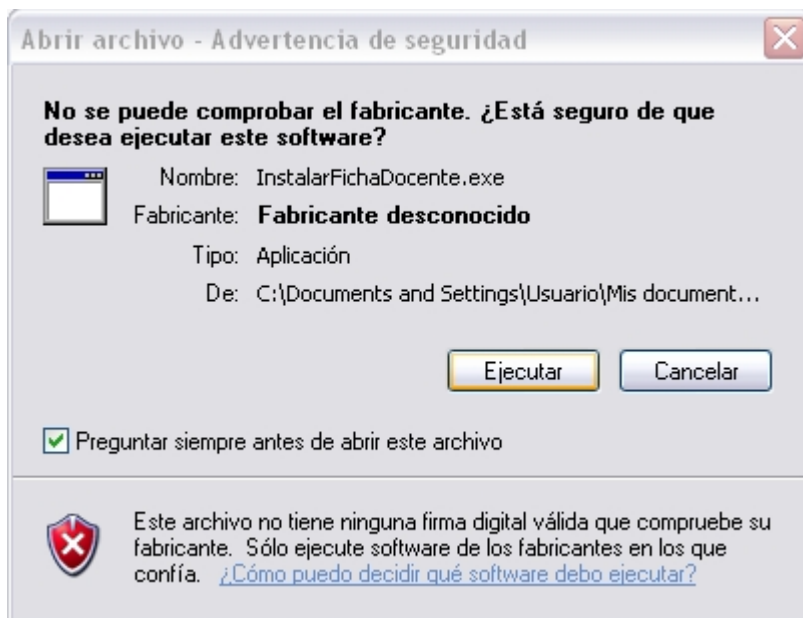 Abrir archivo - Advertencia de seguridad
No se puede comprobar el fabricante. ¿Está seguro de que
desea ejecutar este software?
Nombre: InstalarFichaDocente.exe
Fabricante: Fabricante desconocido
Tipo: Aplicación
De: C:\Documents and Settings\Usuario\Mis document...
Ejecutar Cancelar
Preguntar siempre antes de abrir este archivo
Este archivo no tiene ninguna firma digital válida que compruebe su
fabricante. Sólo ejecute software de los fabricantes en los que
confía. ¿Cómo puedo decidir qué software debo ejecutar?